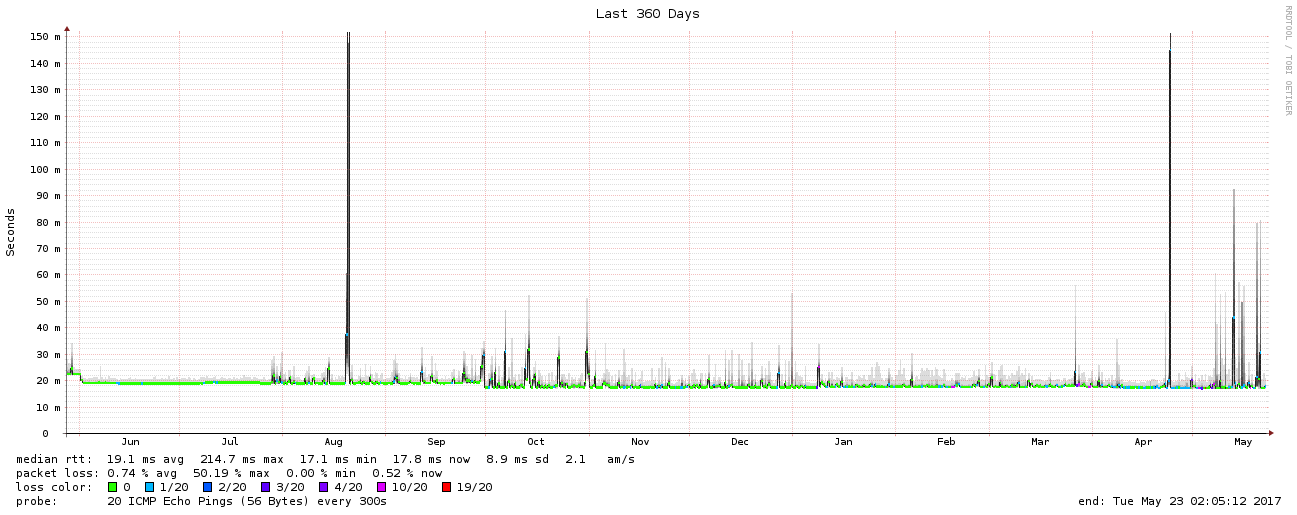 Last 360 Days
RRDTOOL / TOBI OETIKER
Seconds
150 m
140 m
130 m
120 m
110 m
100 m
90 m
80 m
70 m
60 m
50 m
40 m
30 m
20 m
10 m
0
Jun Jul Aug Sep Oct Nov Dec Jan Feb Mar Apr May
median rtt: 19.1 ms avg 214.7 ms max 17.1 ms min 17.8 ms now 8.9 ms sd 2.1 am/s
packet loss: 0.74 % avg 50.19 % max 0.00 % min 0.52 % now
loss color: 0 1/20 2/20 3/20 4/20 10/20 19/20
probe: 20 ICMP Echo Pings (56 Bytes) every 300s end: Tue May 23 02:05:12 2017